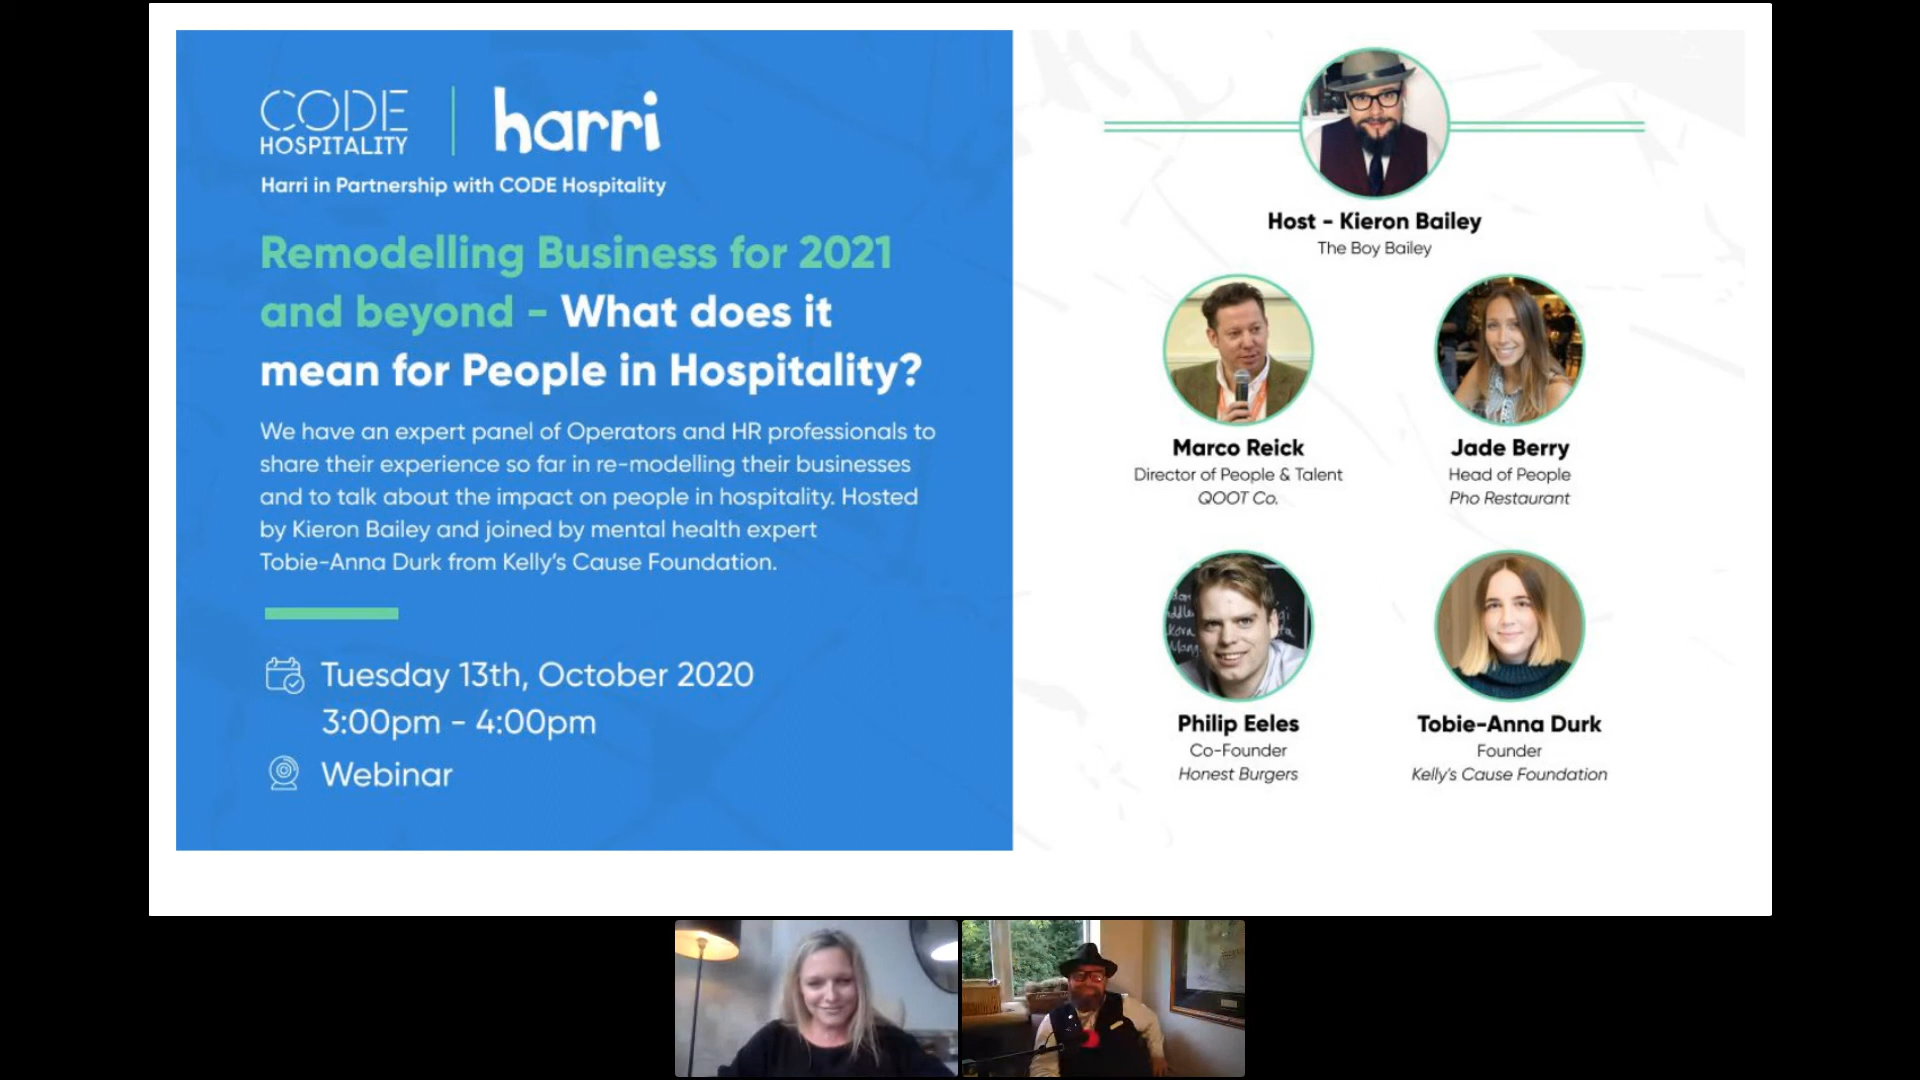 CODE
HOSPITALITY
harri
Harri in Partnership with CODE Hospitality
Remodelling Business for 2021
and beyond - What does it
mean for People in Hospitality?
We have an expert panel of Operators and HR professionals to
share their experience so far in re-modelling their businesses
and to talk about the impact on people in hospitality. Hosted
by Kieron Bailey and joined by mental health expert
Tobie-Anna Durk from Kelly's Cause Foundation.
Tuesday 13th, October 2020
3:00pm - 4:00pm
Webinar
Host - Kieron Bailey
The Boy Bailey
Marco Reick
Director of People & Talent
QOOT Co.
Jade Berry
Head of People
Pho Restaurant
Philip Eeles
Co-Founder
Honest Burgers
Tobie-Anna Durk
Founder
Kelly's Cause Foundation